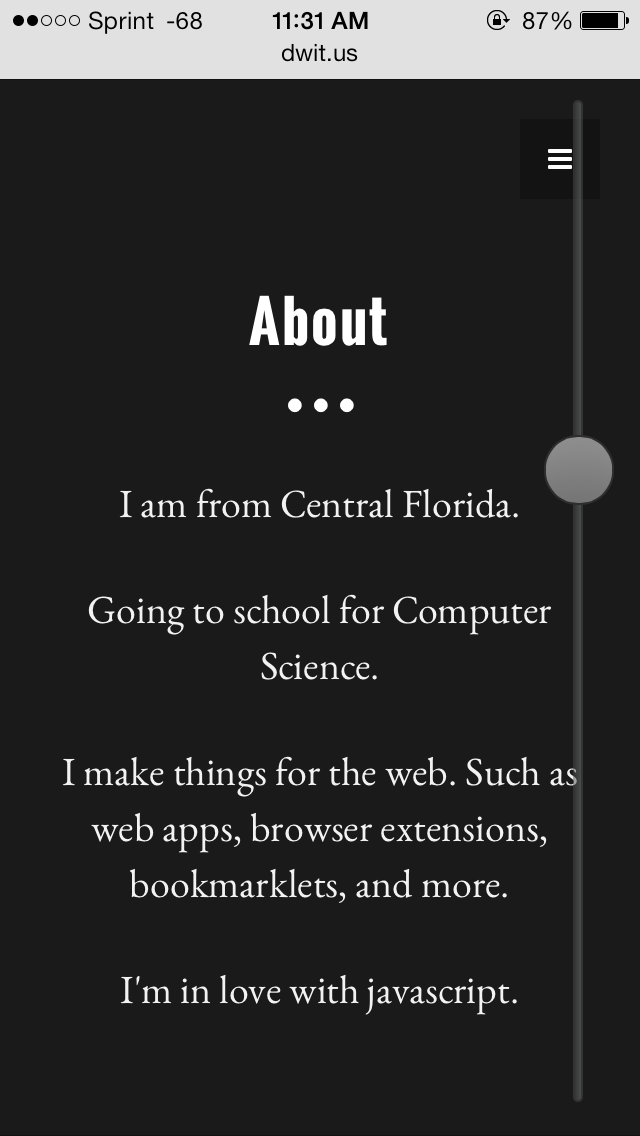 Sprint -68 11:31 AM 87%
dwit.us
About
I am from Central Florida.
Going to school for Computer
Science.
I make things for the web. Such as
web apps, browser extensions,
bookmarklets, and more.
I'm in love with javascript.